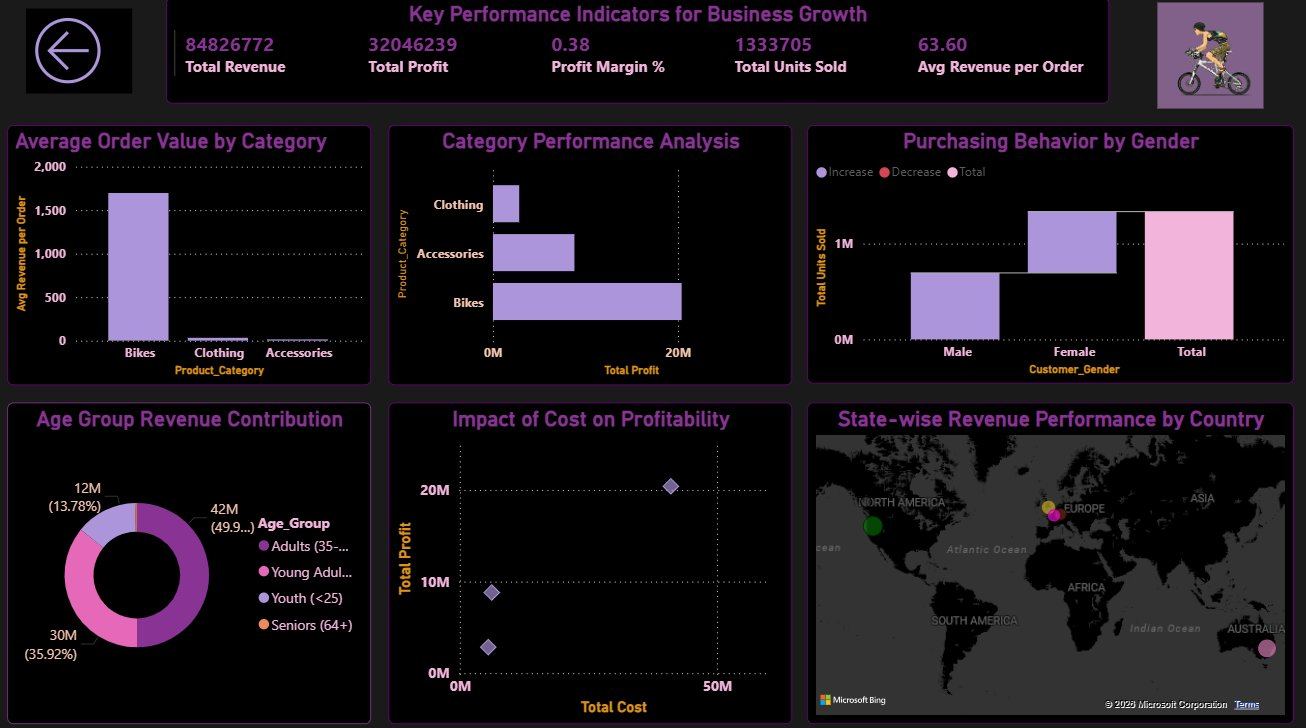 Key Performance Indicators for Business Growth
84826772
Total Revenue
32046239
Total Profit
0.38
Profit Margin %
1333705
Total Units Sold
63.60
Avg Revenue per Order
Average Order Value by Category
Avg Revenue per Order
2,000
1,500
1,000
500
0
Bikes Clothing Accessories
Product_Category
Category Performance Analysis
Product_Category
Clothing
Accessories
Bikes
0M 20M
Total Profit
Purchasing Behavior by Gender
Increase Decrease Total
Total Units Sold
1M
0M
Male Female Total
Customer_Gender
Age Group Revenue Contribution
12M
(13.78%)
42M
(49.9...)
30M
(35.92%)
Age_Group
Adults (35-...
Young Adul...
Youth (<25)
Seniors (64+)
Impact of Cost on Profitability
Total Profit
20M
10M
0M
0M 50M
Total Cost
State-wise Revenue Performance by Country
NORTH AMERICA
EUROPE
ASIA
cean
Atlantic Ocean
AFRICA
SOUTH AMERICA
Indian Ocean
AUSTRALIA
Microsoft Bing
© 2026 Microsoft Corporation Terms